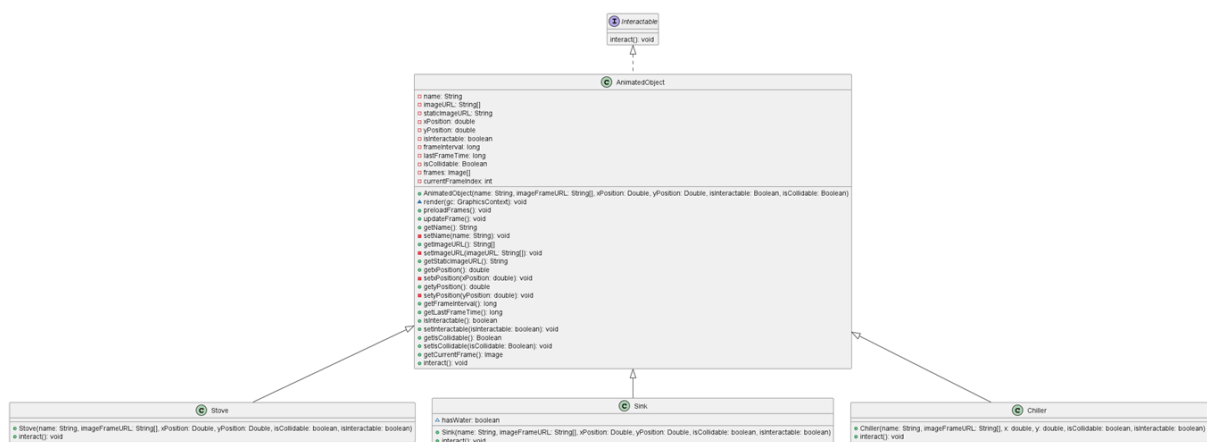 I Interactable
interact(): void
C AnimatedObject
name: String
imageURL: String[]
staticImageURL: String
xPosition: double
yPosition: double
isInteractable: boolean
frameInterval: long
lastFrameTime: long
isCollidable: Boolean
frames: Image[]
currentFrameIndex: int
AnimatedObject(name: String, imageFrameURL: String[], xPosition: Double, yPosition: Double, isInteractable: Boolean, isCollidable: Boolean)
render(gc: GraphicsContext): void
preloadFrames(): void
updateFrame(): void
getName(): String
setName(name: String): void
getImageURL(): String[]
setImageURL(imageURL: String[]): void
getStaticImageURL(): String
getxPosition(): double
setxPosition(xPosition: double): void
getyPosition(): double
setyPosition(yPosition: double): void
getFrameInterval(): long
getLastFrameTime(): long
isInteractable(): boolean
setInteractable(isInteractable: boolean): void
getIsCollidable(): Boolean
setIsCollidable(isCollidable: Boolean): void
getCurrentFrame(): Image
interact(): void
C Stove
Stove(name: String, imageFrameURL: String[], xPosition: Double, yPosition: Double, isCollidable: boolean, isInteractable: boolean)
interact(): void
C Sink
hasWater: boolean
Sink(name: String, imageFrameURL: String[], xPosition: Double, yPosition: Double, isCollidable: boolean, isInteractable: boolean)
interact(): void
C Chiller
Chiller(name: String, imageFrameURL: String[], x: double, y: double, isCollidable: boolean, isInteractable: boolean)
interact(): void